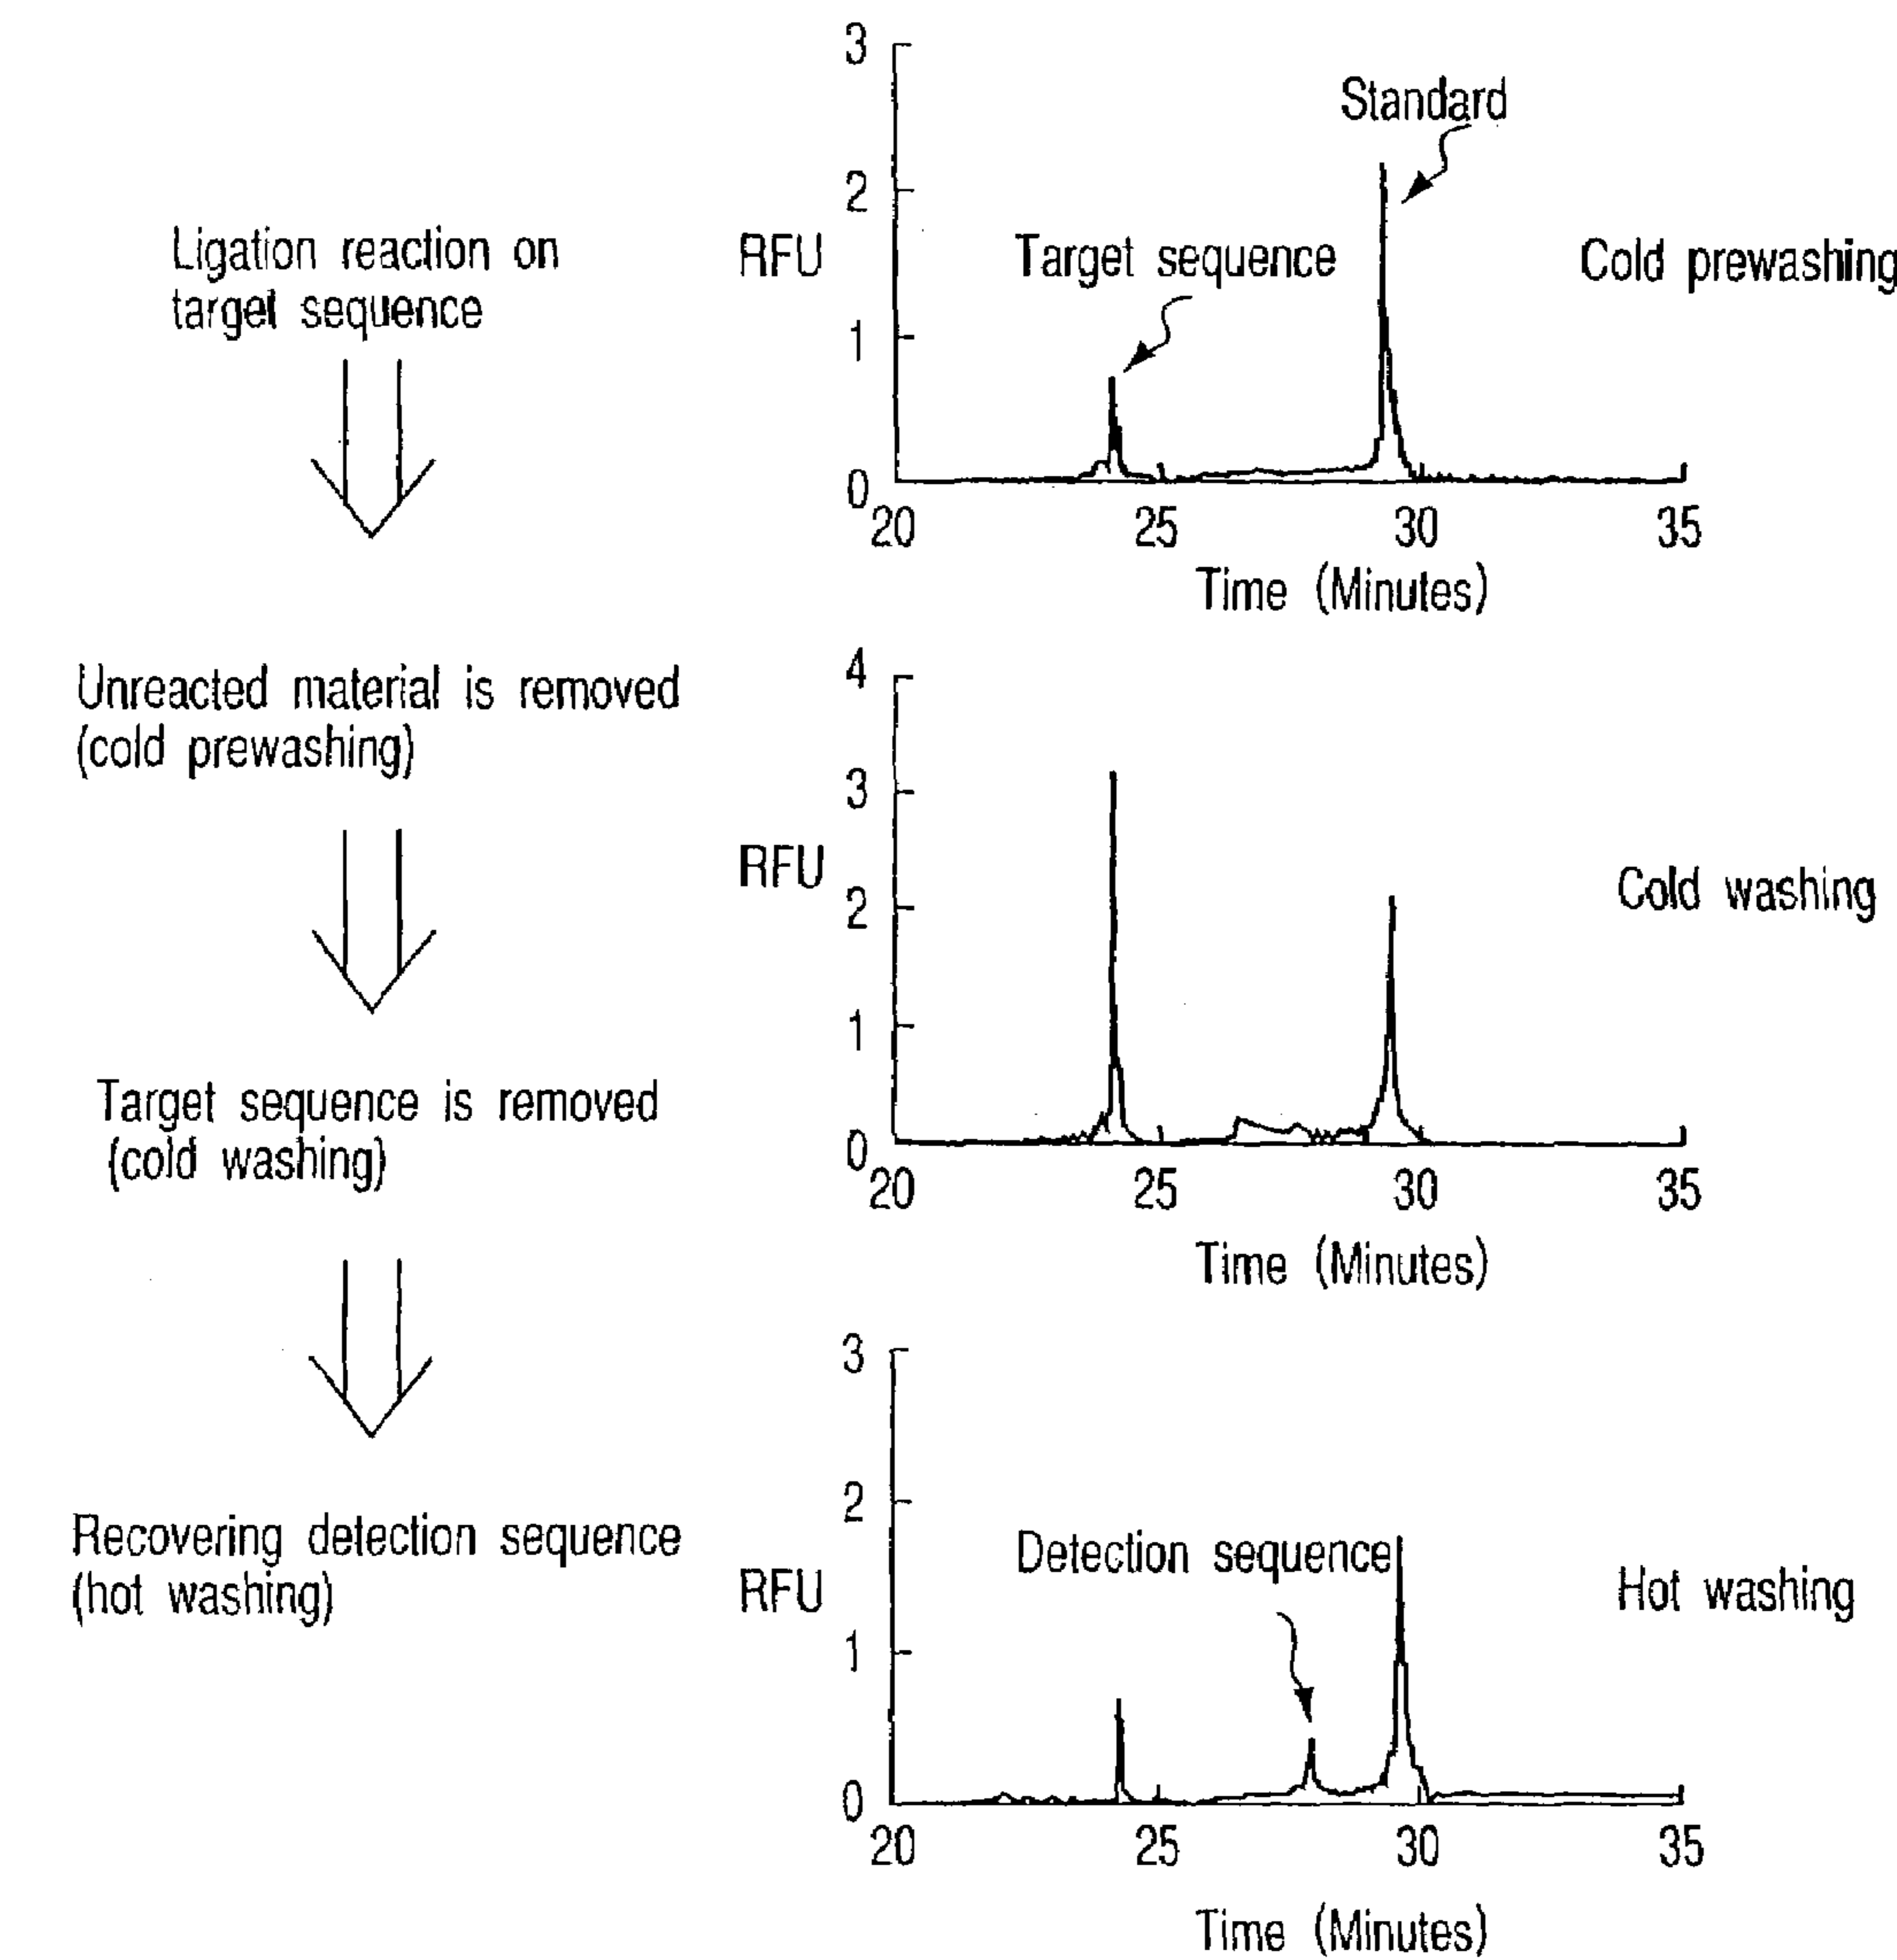 Ligation reaction on
target sequence
Unreacted material is removed
(cold prewashing)
Target sequence is removed
(cold washing)
Recovering detection sequence
(hot washing)
3
2
1
0
RFU
Target sequence
Standard
Cold prewashing
20 25 30 35
Time (Minutes)
4
3
2
1
0
RFU
Cold washing
20 25 30 35
Time (Minutes)
3
2
1
0
RFU
Detection sequence
Hot washing
20 25 30 35
Time (Minutes)